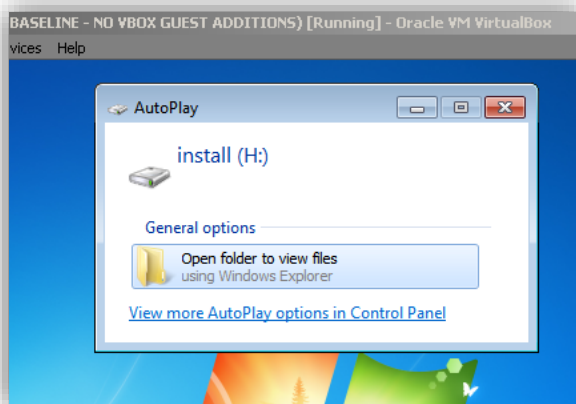 BASELINE - NO VBOX GUEST ADDITIONS) [Running] - Oracle VM VirtualBox
vices Help
AutoPlay
install (H:)
General options
Open folder to view files
using Windows Explorer
View more AutoPlay options in Control Panel